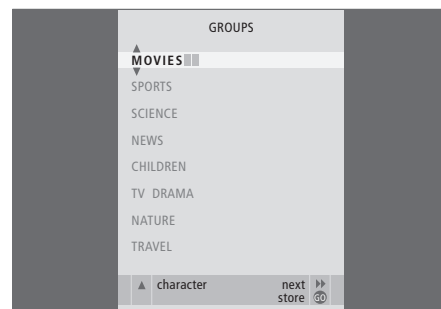 GROUPS
MOVIES
SPORTS
SCIENCE
NEWS
CHILDREN
TV DRAMA
NATURE
TRAVEL
▲ character next ▶▶
store GO